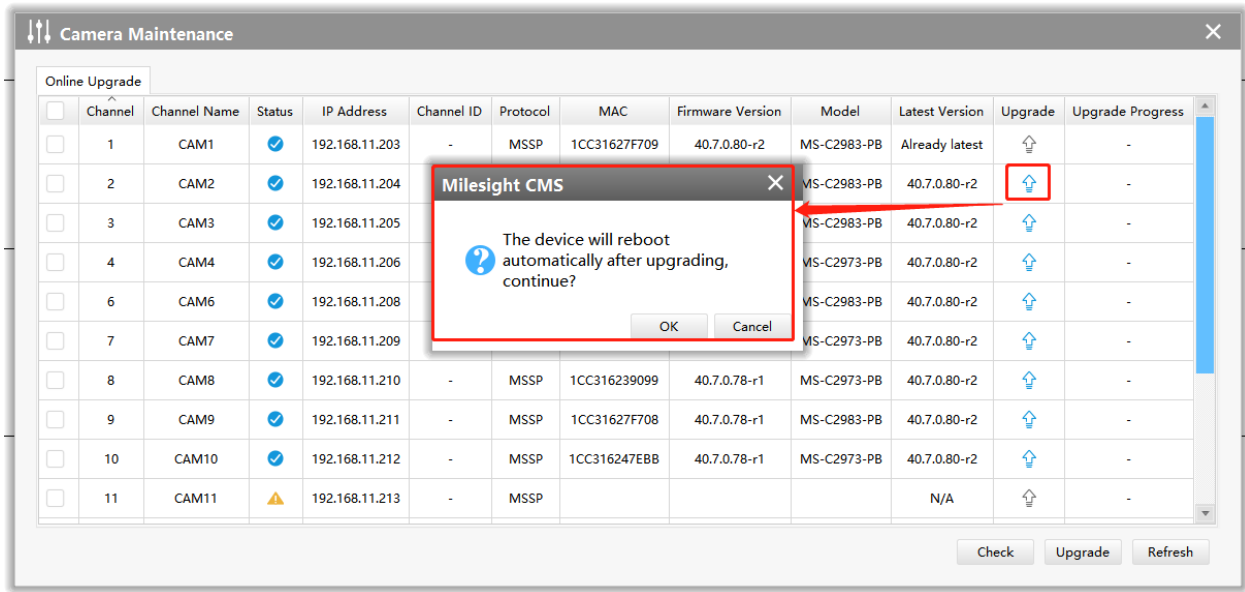 Camera Maintenance
Online Upgrade
Channel Channel Name Status IP Address Channel ID Protocol MAC Firmware Version Model Latest Version Upgrade Upgrade Progress
1 CAM1 192.168.11.203 - MSSP 1CC31627F709 40.7.0.80-r2 MS-C2983-PB Already latest -
2 CAM2 192.168.11.204 MS-C2983-PB 40.7.0.80-r2 -
3 CAM3 192.168.11.205 MS-C2983-PB 40.7.0.80-r2 -
4 CAM4 192.168.11.206 MS-C2973-PB 40.7.0.80-r2 -
6 CAM6 192.168.11.208 MS-C2983-PB 40.7.0.80-r2 -
7 CAM7 192.168.11.209 MS-C2973-PB 40.7.0.80-r2 -
8 CAM8 192.168.11.210 - MSSP 1CC316239099 40.7.0.78-r1 MS-C2973-PB 40.7.0.80-r2 -
9 CAM9 192.168.11.211 - MSSP 1CC31627F708 40.7.0.78-r1 MS-C2983-PB 40.7.0.80-r2 -
10 CAM10 192.168.11.212 - MSSP 1CC316247EBB 40.7.0.78-r1 MS-C2973-PB 40.7.0.80-r2 -
11 CAM11 192.168.11.213 - MSSP N/A -
Milesight CMS
The device will reboot
automatically after upgrading,
continue?
OK Cancel
Check Upgrade Refresh